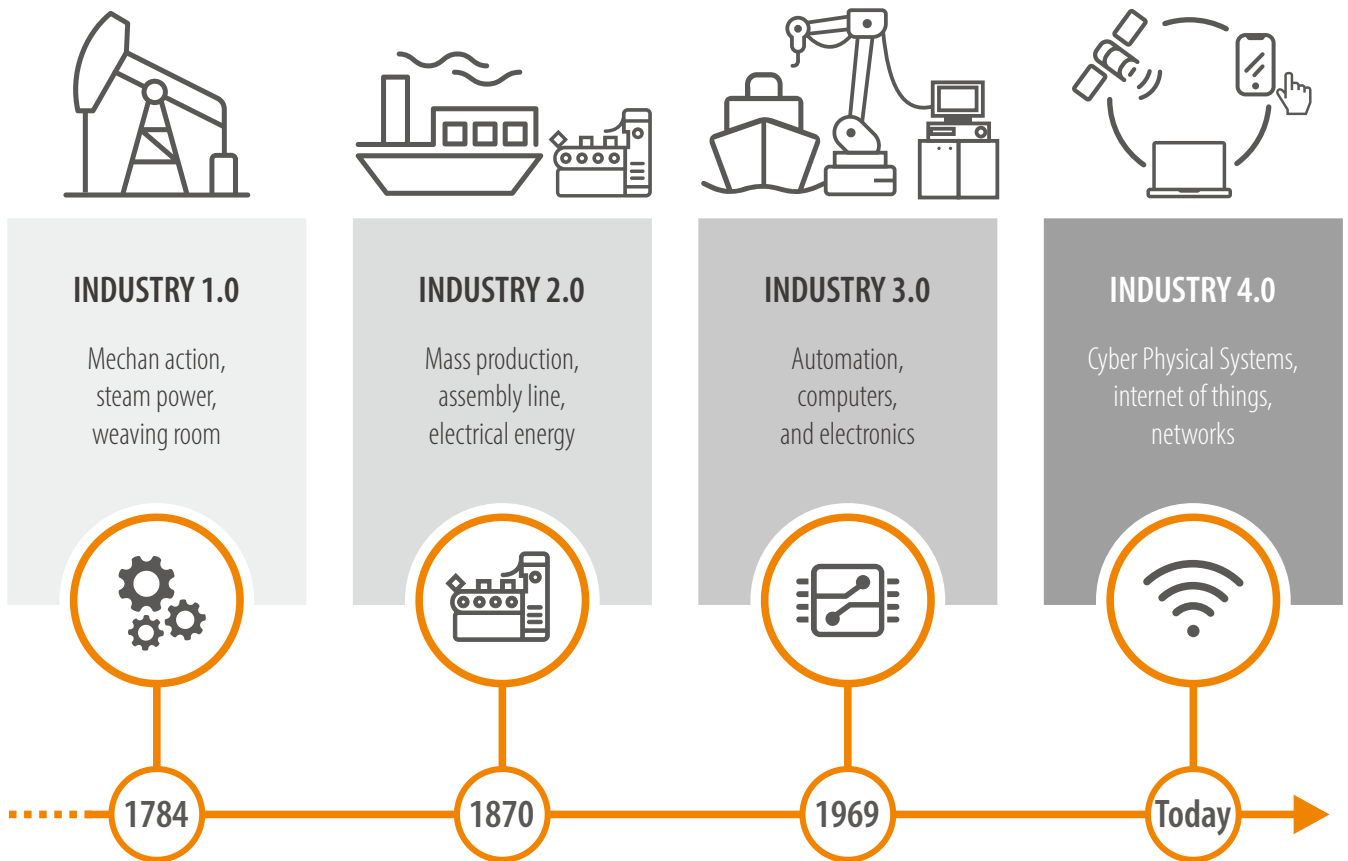 INDUSTRY 1.0
Mechan action,
steam power,
weaving room
INDUSTRY 2.0
Mass production,
assembly line,
electrical energy
INDUSTRY 3.0
Automation,
computers,
and electronics
INDUSTRY 4.0
Cyber Physical Systems,
internet of things,
networks
1784
1870
1969
Today